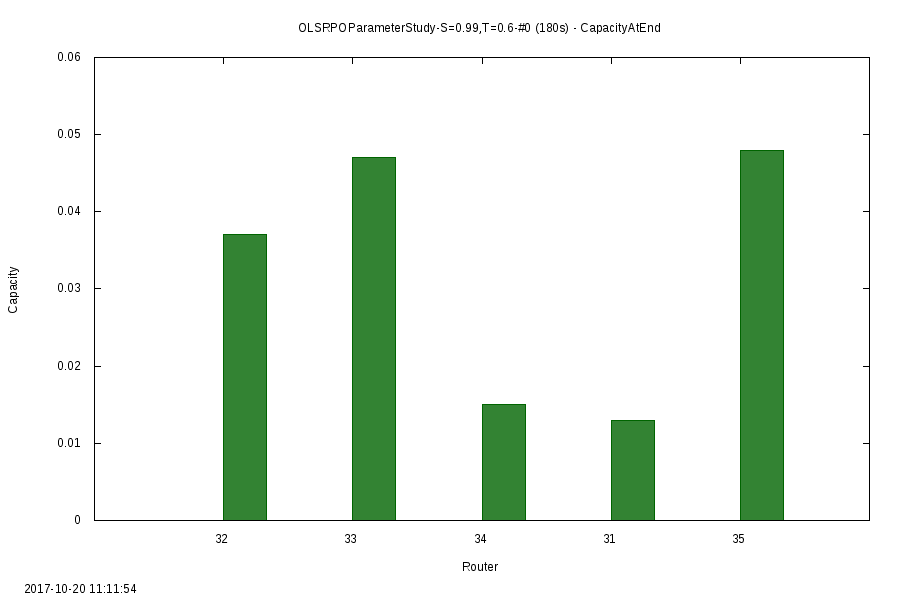 OLSRPOParameterStudy-S=0.99,T=0.6-#0 (180s) - CapacityAtEnd
0.06
0.05
0.04
0.03
0.02
0.01
0
Capacity
32 33 34 31 35
Router
2017-10-20 11:11:54